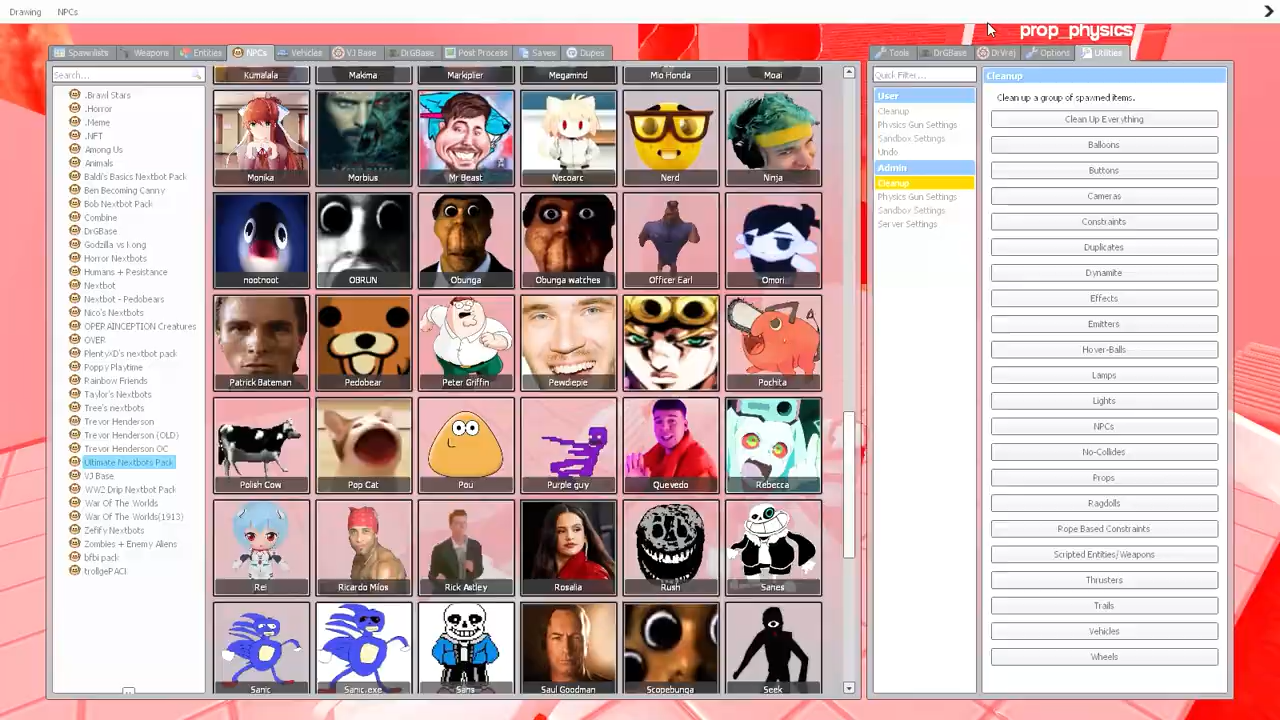 Drawing NPCs
prop_physics
Spawnlists Weapons Entities NPCs Vehicles VJ Base DrGBase Post Process Saves Dupes
Tools DrGBase DrVrej Options Utilities
Search...
.Brawl Stars
.Horror
.Meme
.NFT
Among Us
Animals
Baldi's Basics Nextbot Pack
Ben Becoming Canny
Bob Nextbot Pack
Combine
DrGBase
Godzilla vs kong
Horror Nextbots
Humans + Resistance
Nextbot
Nextbot - Pedobears
Nico's Nextbots
OPERAINCEPTION Creatures
OVER
PlentyXD's nextbot pack
Poppy Playtime
Rainbow Friends
Taylor's Nextbots
Tree's nextbots
Trevor Henderson
Trevor Henderson (OLD)
Trevor Henderson OC
Ultimate Nextbots Pack
VJ Base
WW2 Drip Nextbot Pack
War Of The Worlds
War Of The Worlds(1913)
Zefify Nextbots
Zombies + Enemy Aliens
bfbi pack
trollgePACK
Kumalala Makima Markiplier Megamind Mio Honda Moai
Monika Morbius Mr Beast Necoarc Nerd Ninja
nootnoot OBRUN Obunga Obunga watches Officer Earl Omori
Patrick Bateman Pedobear Peter Griffin Pewdiepie Pochita
Polish Cow Pop Cat Pou Purple guy Quevedo Rebecca
Rei Ricardo Milos Rick Astley Rosalia Rush Sanes
Sanic Sanic.exe Sans Saul Goodman Scopebunga Seek
Quick Filter...
User
Cleanup
Physics Gun Settings
Sandbox Settings
Undo
Admin
Cleanup
Physics Gun Settings
Sandbox Settings
Server Settings
Cleanup
Clean up a group of spawned items.
Clean Up Everything
Balloons
Buttons
Cameras
Constraints
Duplicates
Dynamite
Effects
Emitters
Hover-Balls
Lamps
Lights
NPCs
No-Collides
Props
Ragdolls
Rope Based Constraints
Scripted Entities/Weapons
Thrusters
Trails
Vehicles
Wheels